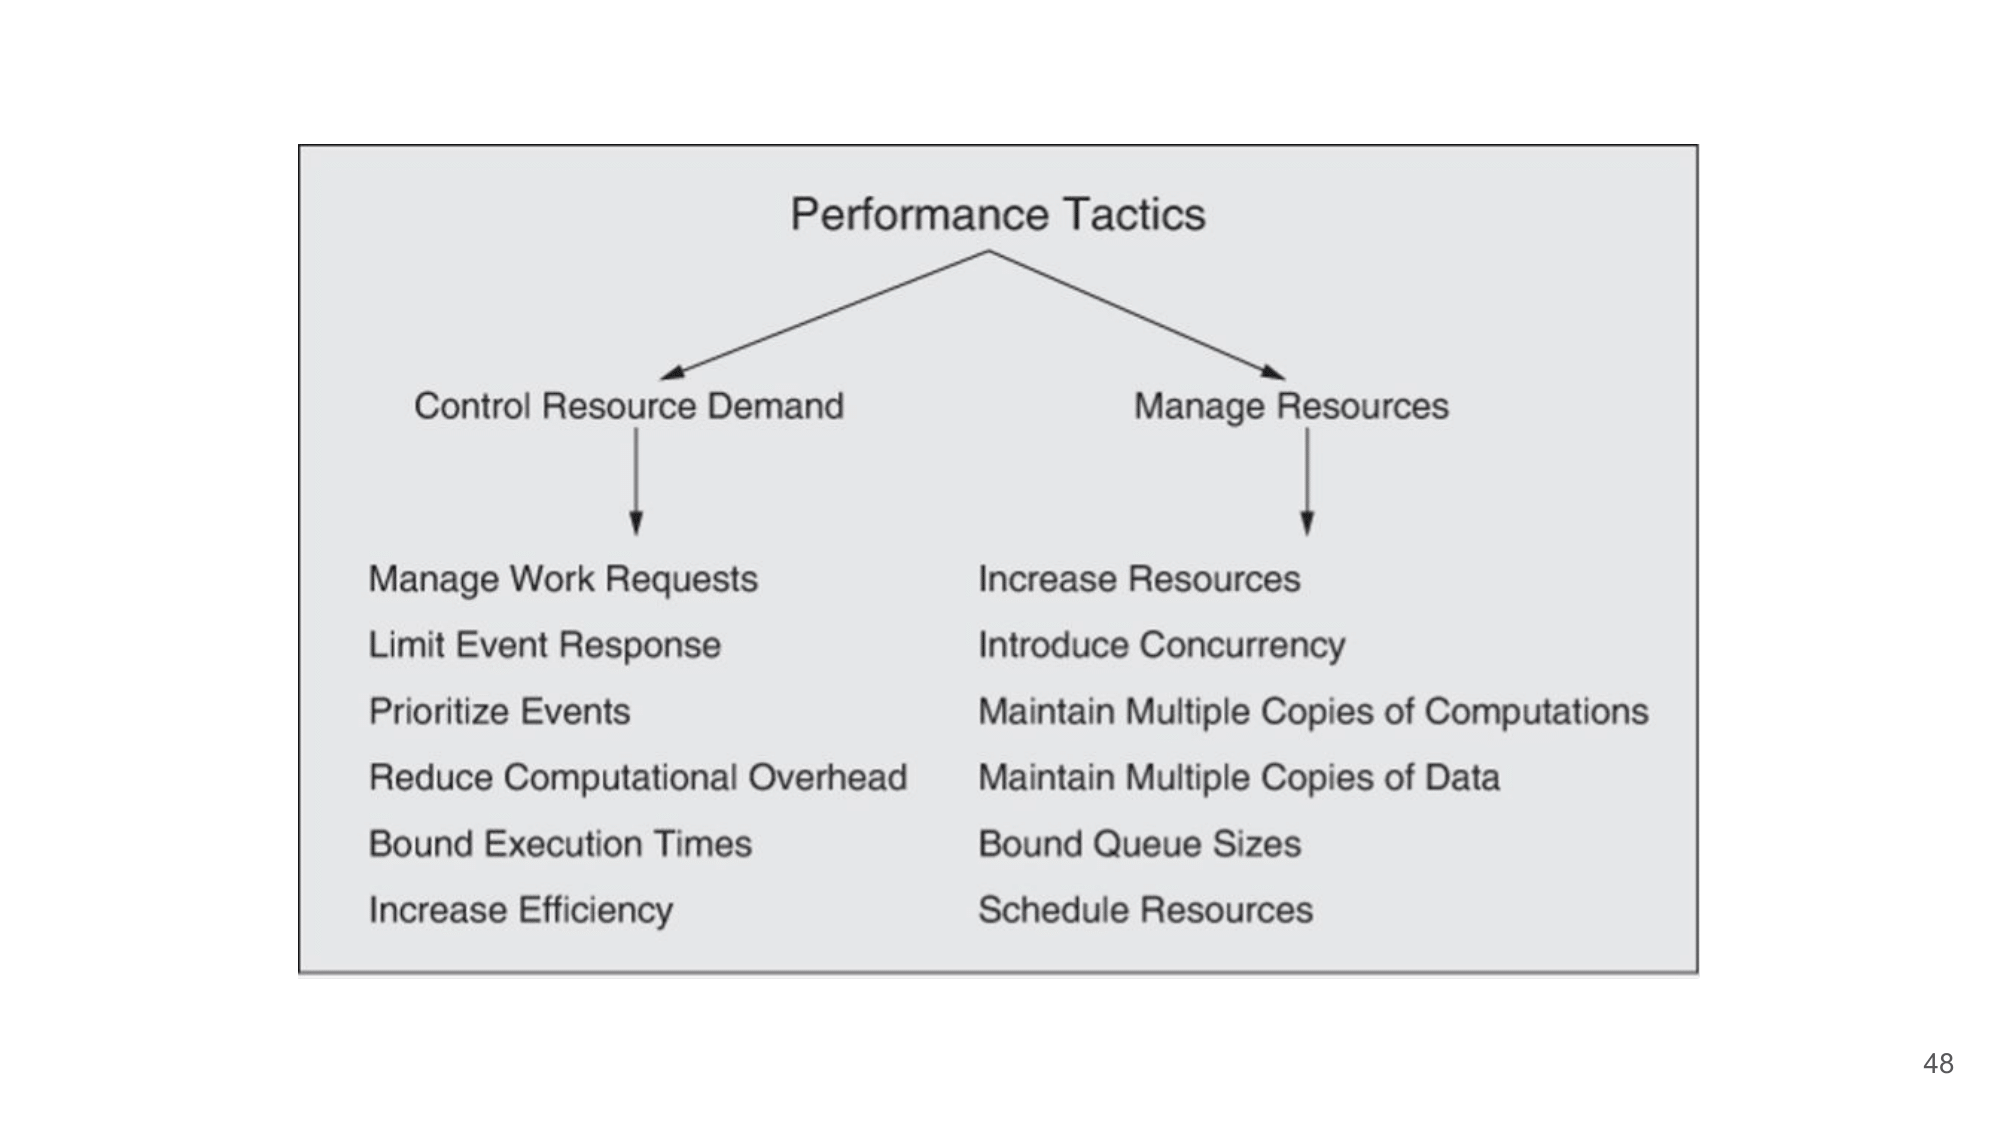 Performance Tactics
Control Resource Demand
Manage Work Requests
Limit Event Response
Prioritize Events
Reduce Computational Overhead
Bound Execution Times
Increase Efficiency
Manage Resources
Increase Resources
Introduce Concurrency
Maintain Multiple Copies of Computations
Maintain Multiple Copies of Data
Bound Queue Sizes
Schedule Resources
48